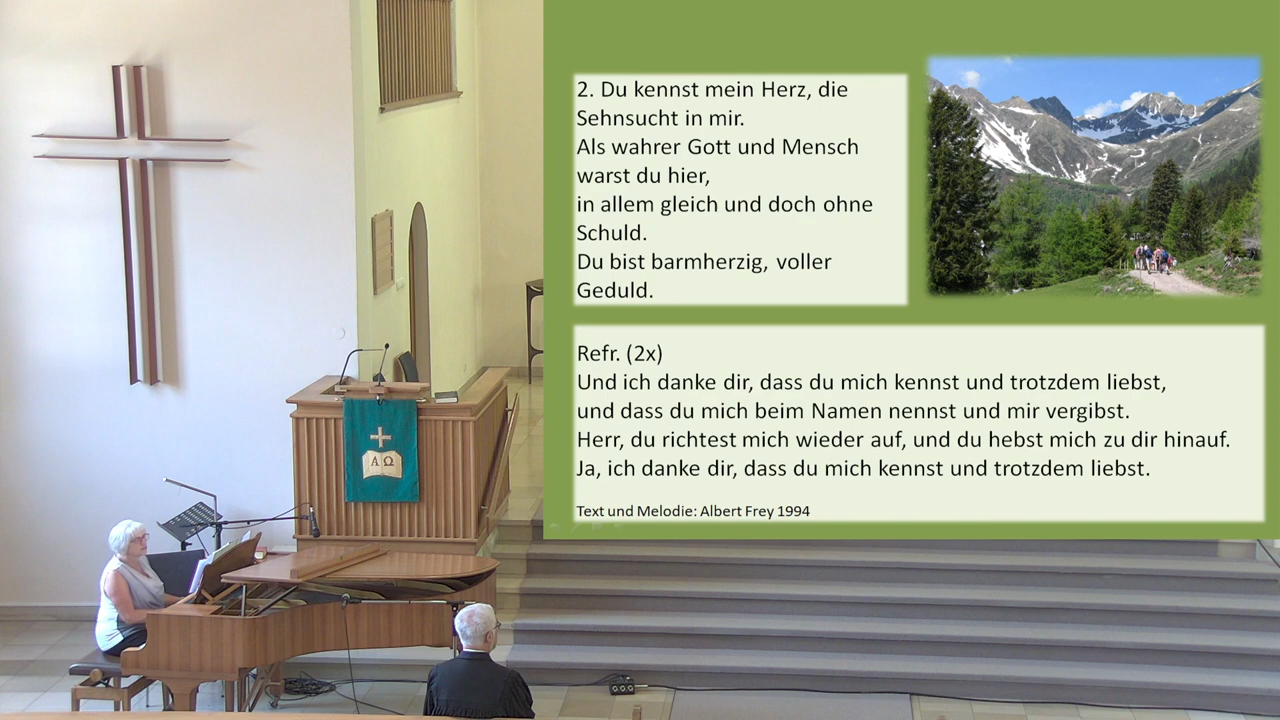 2. Du kennst mein Herz, die
Sehnsucht in mir.
Als wahrer Gott und Mensch
warst du hier,
in allem gleich und doch ohne
Schuld.
Du bist barmherzig, voller
Geduld.
Refr. (2x)
Und ich danke dir, dass du mich kennst und trotzdem liebst,
und dass du mich beim Namen nennst und mir vergibst.
Herr, du richtest mich wieder auf, und du hebst mich zu dir hinauf.
Ja, ich danke dir, dass du mich kennst und trotzdem liebst.
Text und Melodie: Albert Frey 1994
Α Ω